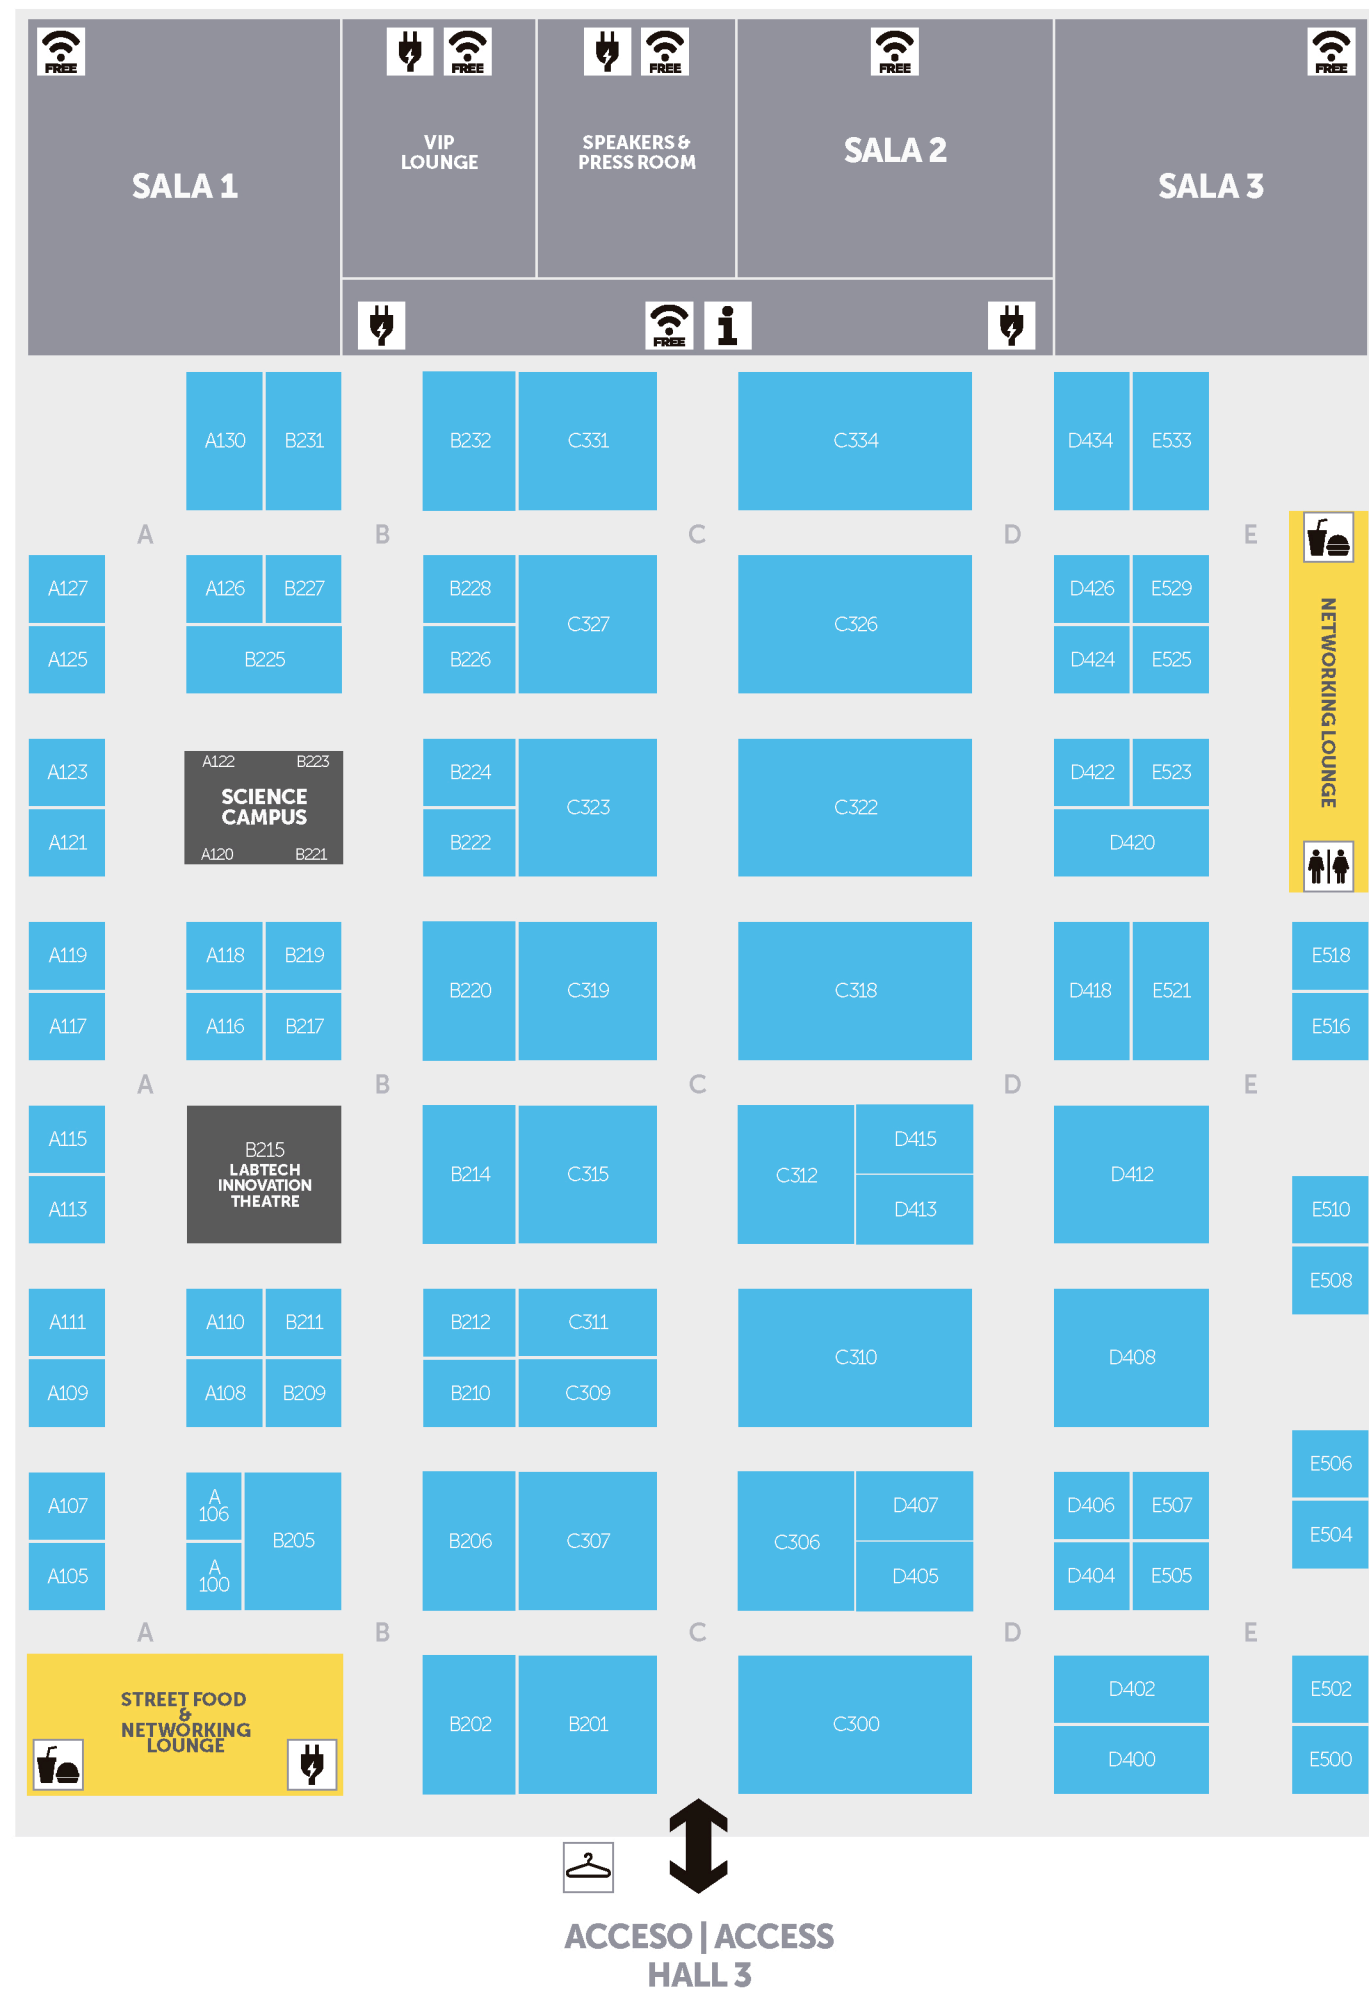 FREE
FREE
FREE
FREE
FREE
VIP
LOUNGE
SPEAKERS &
PRESS ROOM
SALA 2
SALA 1
SALA 3
FREE
i
A130
B231
B232
C331
C334
D434
E533
A
B
C
D
E
A127
A126
B227
B228
C327
C326
D426
E529
A125
B225
B226
D424
E525
NETWORKING LOUNGE
A123
A122
B223
SCIENCE
CAMPUS
A120
B221
B224
C323
C322
D422
E523
A121
B222
D420
A119
A118
B219
B220
C319
C318
D418
E521
E518
A117
A116
B217
E516
A
B
C
D
E
A115
B215
LABTECH
INNOVATION
THEATRE
B214
C315
C312
D415
D412
A113
D413
E510
E508
A111
A110
B211
B212
C311
C310
D408
A109
A108
B209
B210
C309
E506
A107
A
106
B205
B206
C307
C306
D407
D406
E507
E504
A105
A
100
D405
D404
E505
A
B
C
D
E
STREET FOOD
&
NETWORKING
LOUNGE
B202
B201
C300
D402
E502
D400
E500
ACCESO | ACCESS
HALL 3